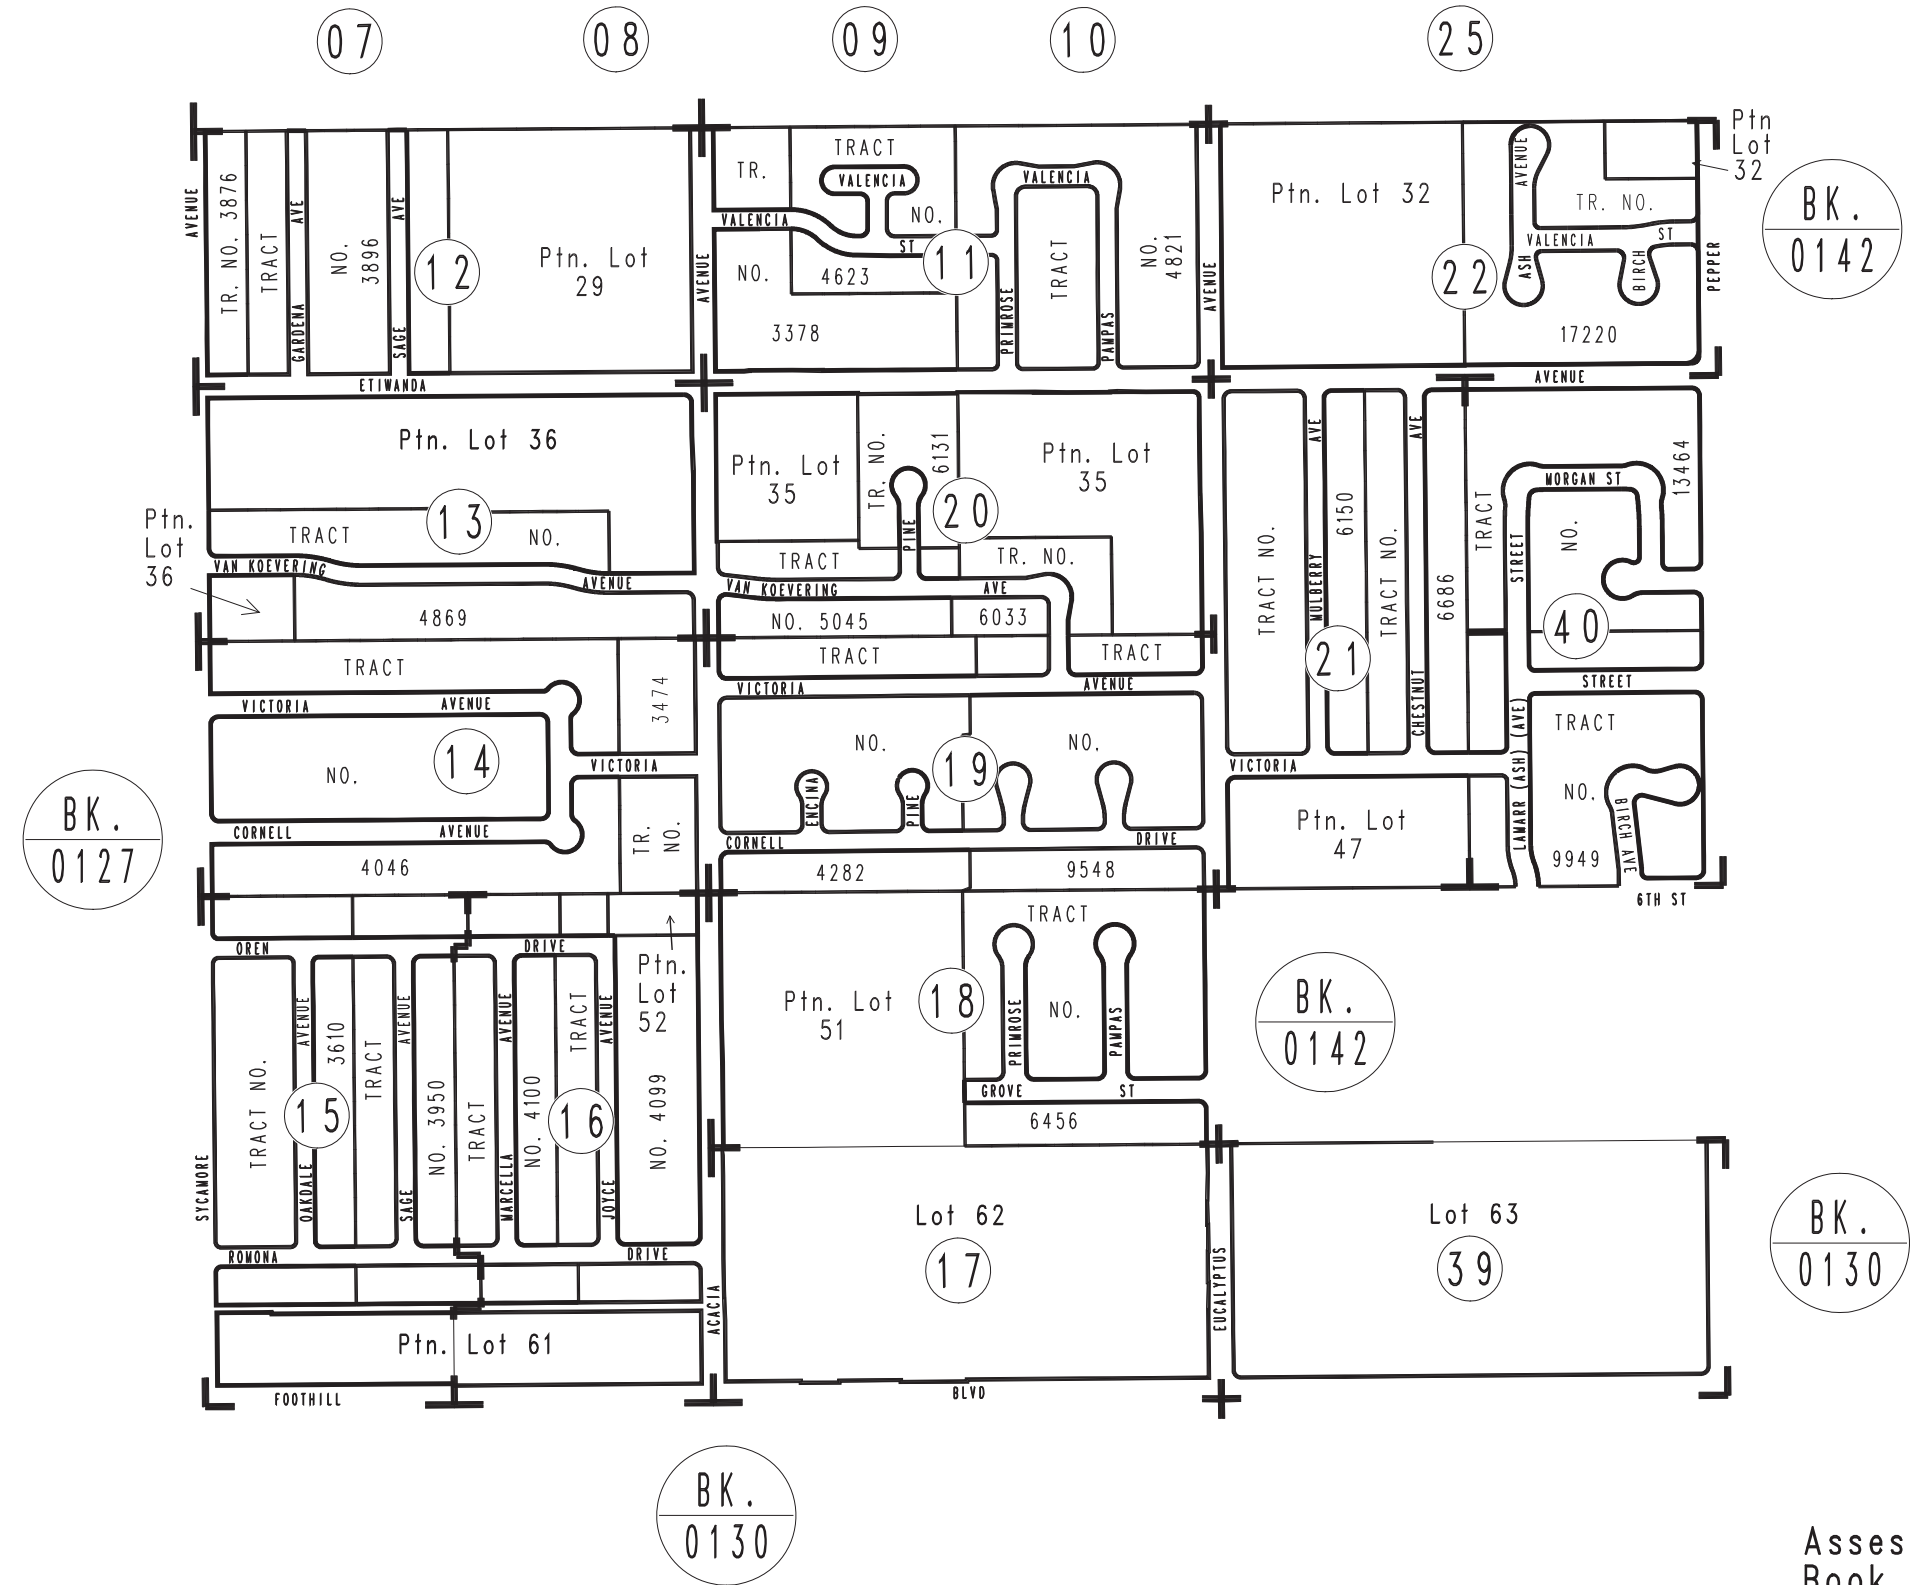 07
08
09
10
25
Ptn
Lot
32
BK.
0142
AVENUE
TR. NO. 3876
TRACT
GARDENA
AVE
NO.
3896
SAGE
AVE
12
Ptn. Lot
29
AVENUE
TR.
TRACT
VALENCIA
VALENCIA
NO.
ST
NO.
4623
3378
11
VALENCIA
PRIMROSE
TRACT
PAMPAS
NO.
4821
AVENUE
Ptn. Lot 32
22
AVENUE
ASH
TR. NO.
VALENCIA
ST
BIRCH
17220
PEPPER
ETIWANDA
AVENUE
Ptn. Lot 36
13
TRACT
NO.
Ptn.
Lot
36
VAN KOEVERING
AVENUE
4869
TRACT
3474
VICTORIA
AVENUE
VICTORIA
NO.
14
CORNELL
AVENUE
TR.
NO.
4046
BK.
0127
Ptn. Lot
35
TR. NO.
6131
PINE
20
Ptn. Lot
35
TRACT
TR. NO.
VAN KOEVERING
AVE
NO. 5045
6033
TRACT
TRACT
VICTORIA
AVENUE
NO.
19
NO.
ENCINA
PINE
CORNELL
DRIVE
4282
9548
TRACT NO.
MULBERRY
AVE
6150
TRACT NO.
21
CHESTNUT
AVE
6686
TRACT
STREET
MORGAN ST
NO.
13464
40
STREET
VICTORIA
LAMARR (ASH) (AVE)
TRACT
NO.
BIRCH AVE
9949
Ptn. Lot
47
6TH ST
OREN
DRIVE
Ptn.
Lot
52
SYCAMORE
TRACT NO.
OAKDALE
AVENUE
15
3610
TRACT
SAGE
AVENUE
NO. 3950
TRACT
MARCELLA
AVENUE
NO. 4100
TRACT
16
JOYCE
AVENUE
NO. 4099
ROMONA
DRIVE
Ptn. Lot 61
FOOTHILL
ACACIA
Ptn. Lot
51
18
TRACT
PRIMROSE
NO.
PAMPAS
GROVE
ST
6456
BK.
0142
Lot 62
17
EUCALYPTUS
Lot 63
39
BK.
0130
BLVD
BK.
0130
Asses
Book